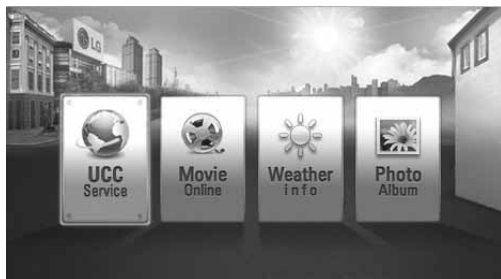 LG
UCC
Service
Movie
Online
Weather
info
Photo
Album